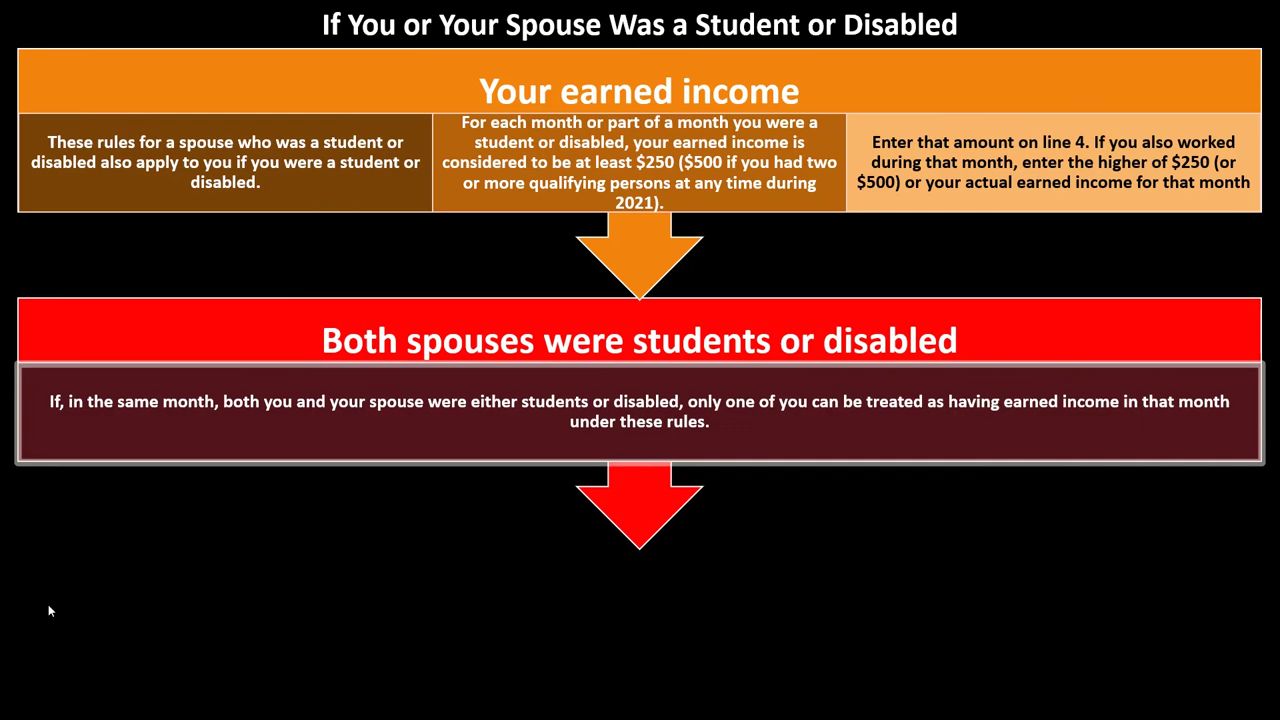 If You or Your Spouse Was a Student or Disabled
Your earned income
These rules for a spouse who was a student or
disabled also apply to you if you were a student or
disabled.
For each month or part of a month you were a
student or disabled, your earned income is
considered to be at least $250 ($500 if you had two
or more qualifying persons at any time during
2021).
Enter that amount on line 4. If you also worked
during that month, enter the higher of $250 (or
$500) or your actual earned income for that month
Both spouses were students or disabled
If, in the same month, both you and your spouse were either students or disabled, only one of you can be treated as having earned income in that month
under these rules.